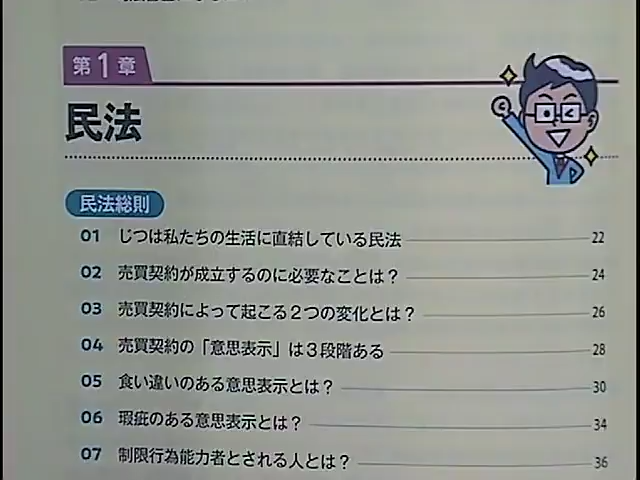 第1章
民法
民法総則
01 じつは私たちの生活に直結している民法 22
02 売買契約が成立するのに必要なことは？ 24
03 売買契約によって起こる2つの変化とは？ 26
04 売買契約の「意思表示」は3段階ある 28
05 食い違いのある意思表示とは？ 30
06 瑕疵のある意思表示とは？ 34
07 制限行為能力者とされる人とは？ 36